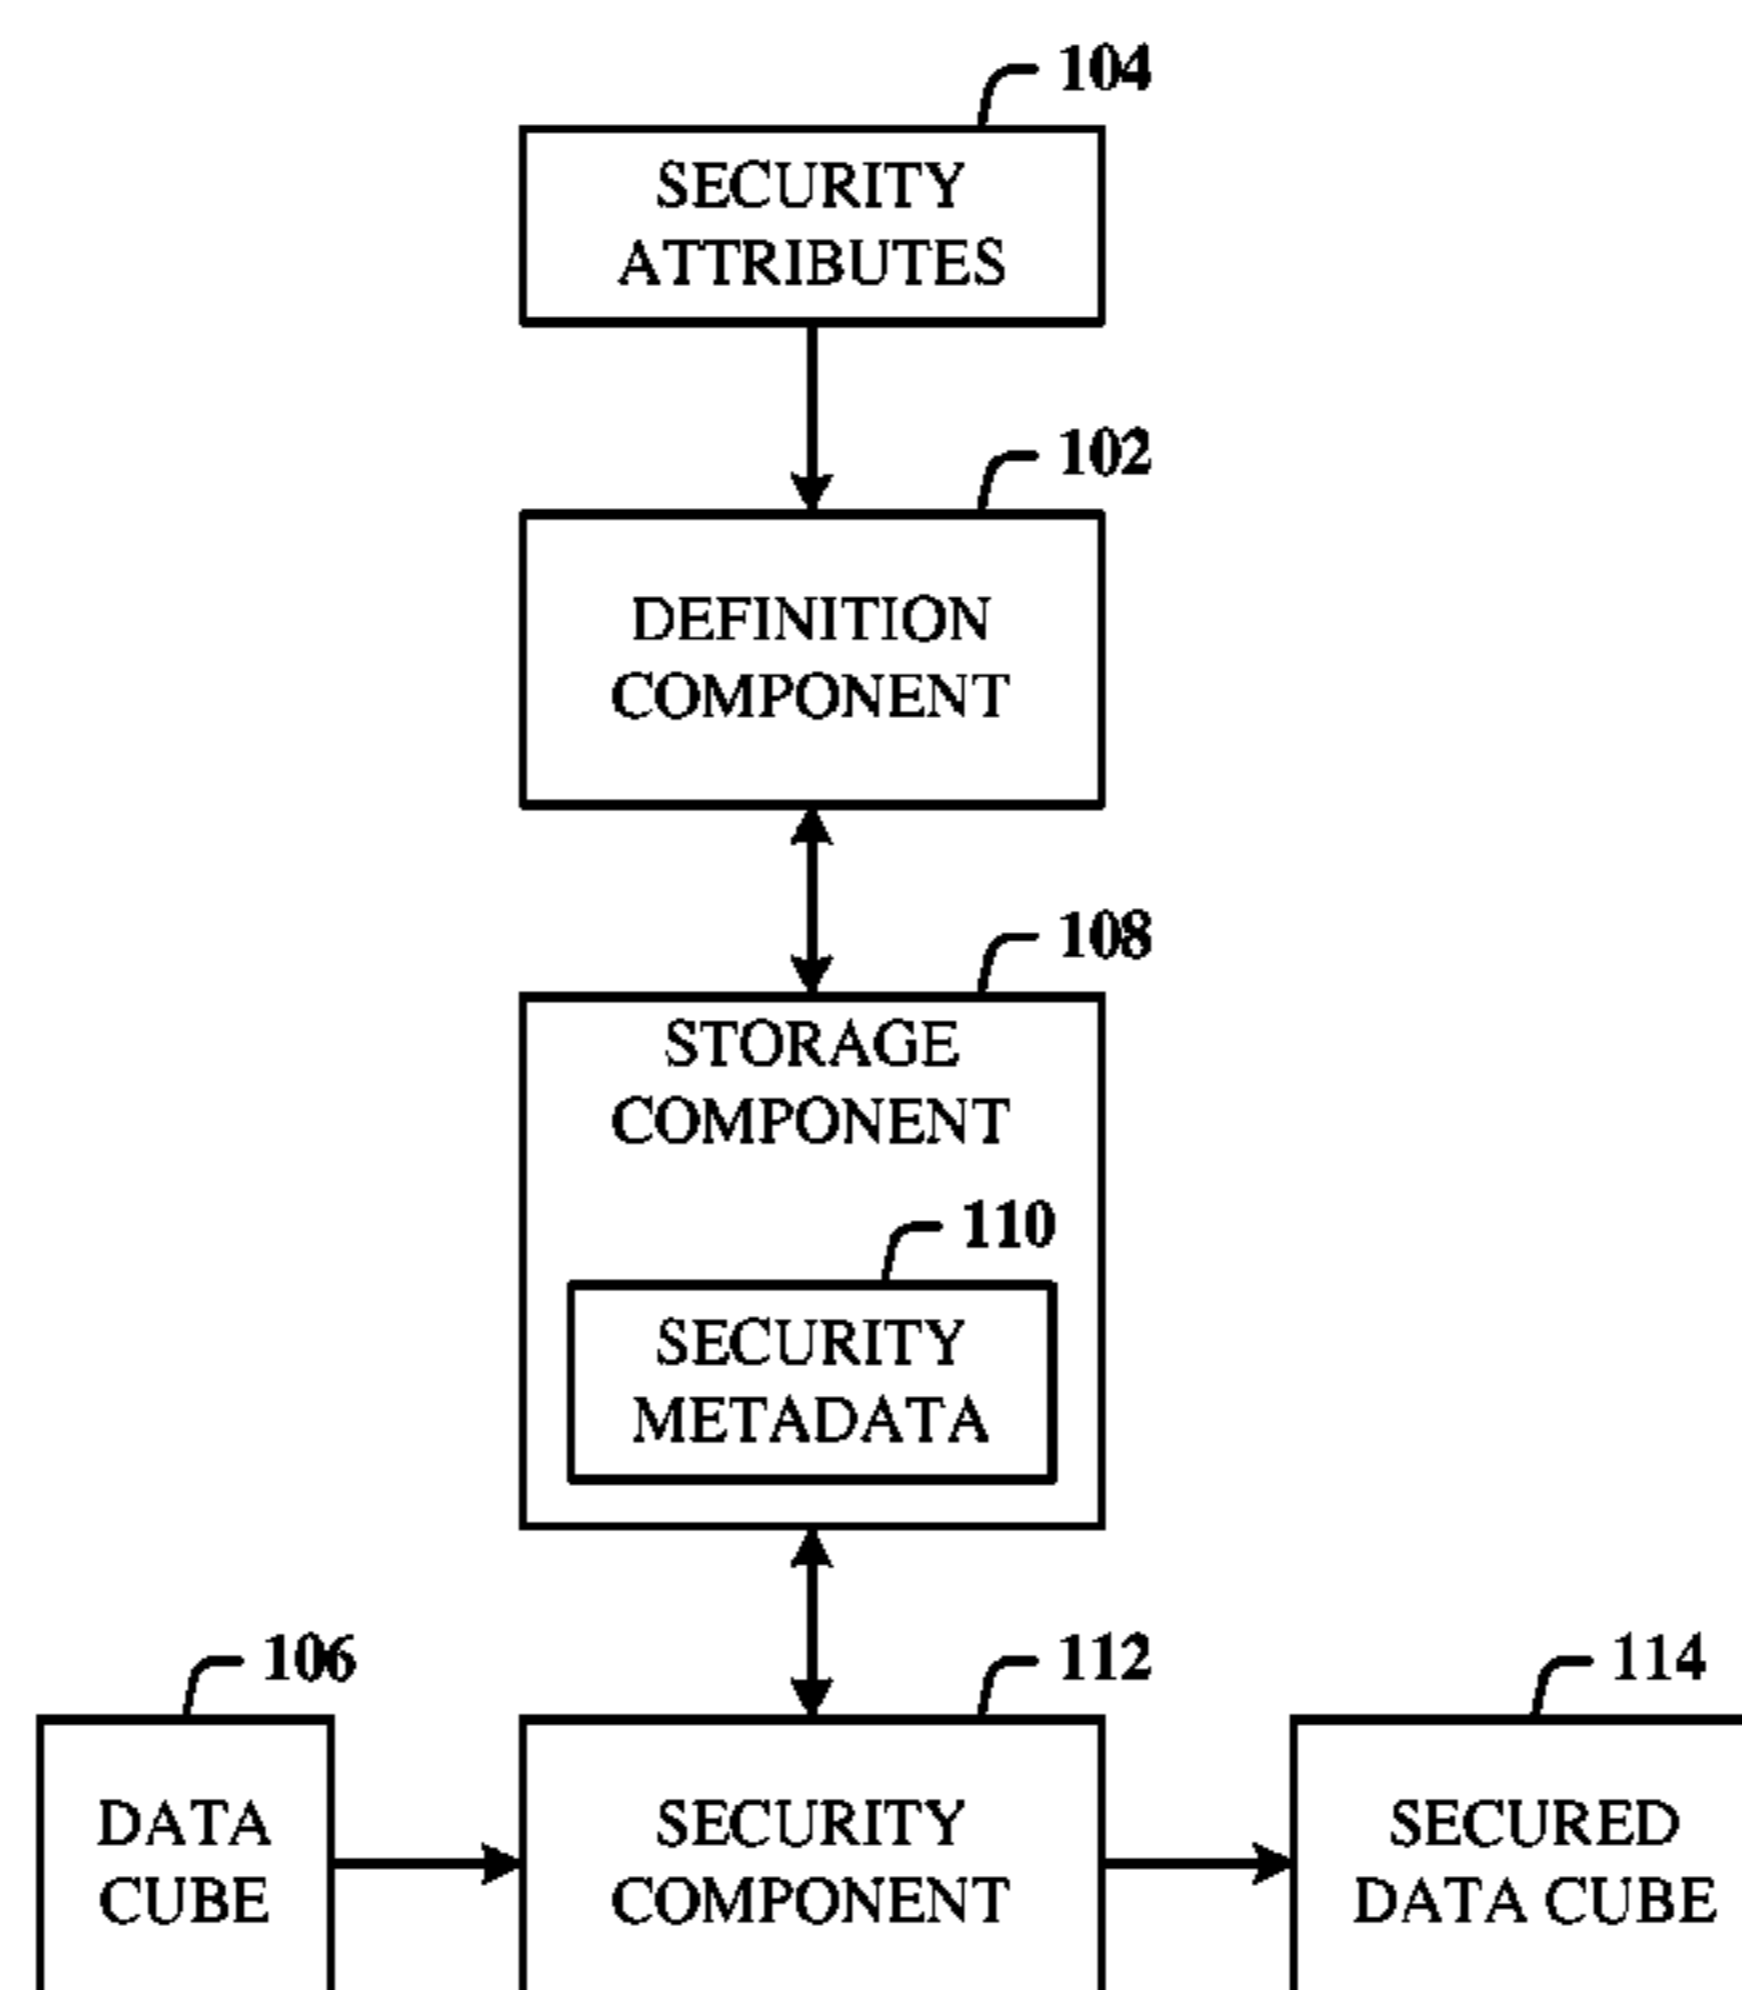 104
SECURITY
ATTRIBUTES
102
DEFINITION
COMPONENT
108
STORAGE
COMPONENT
110
SECURITY
METADATA
106
DATA
CUBE
112
SECURITY
COMPONENT
114
SECURED
DATA CUBE